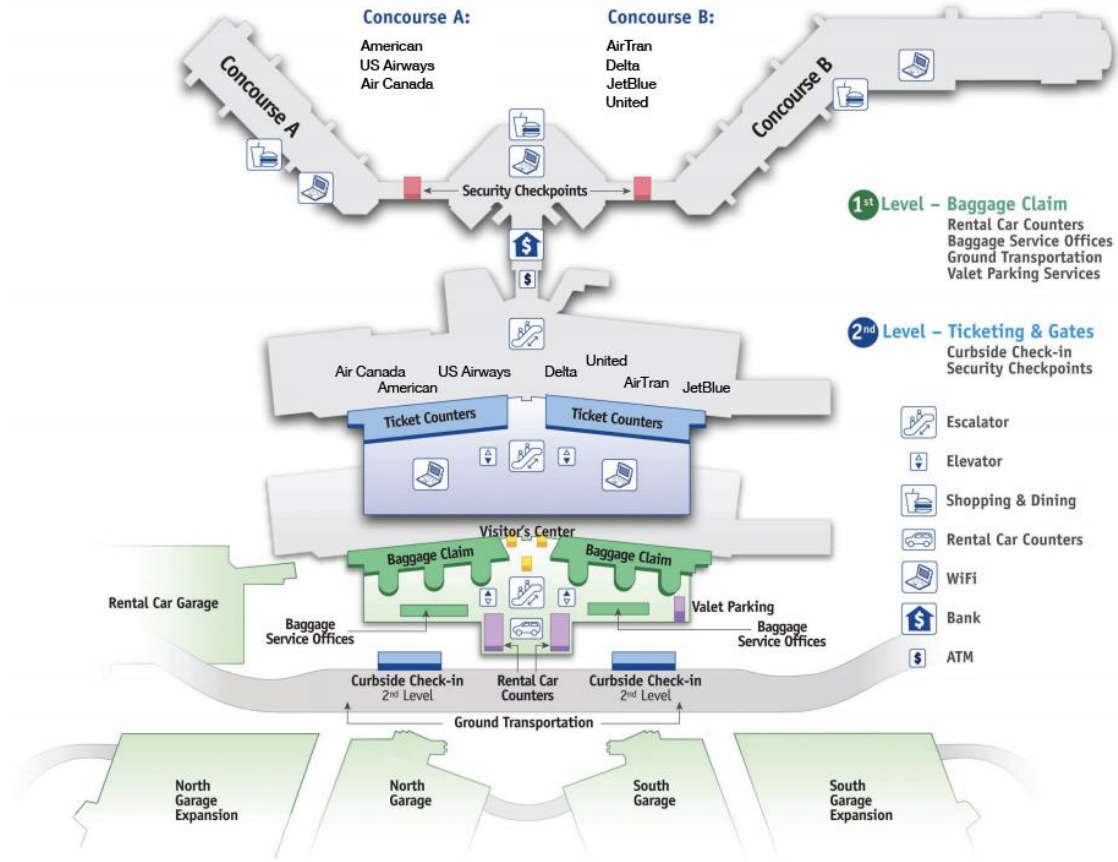 Concourse A:
American
US Airways
Air Canada
Concourse B:
AirTran
Delta
JetBlue
United
Concourse A
Concourse B
Security Checkpoints
$
$
1st Level – Baggage Claim
Rental Car Counters
Baggage Service Offices
Ground Transportation
Valet Parking Services
2nd Level – Ticketing & Gates
Curbside Check-in
Security Checkpoints
Escalator
Elevator
Shopping & Dining
Rental Car Counters
WiFi
$ Bank
$ ATM
Air Canada
American
US Airways
Delta
United
AirTran
JetBlue
Ticket Counters
Ticket Counters
Visitor's Center
Baggage Claim
Baggage Claim
Rental Car Garage
Baggage
Service Offices
Valet Parking
Baggage
Service Offices
Curbside Check-in
2nd Level
Rental Car
Counters
Curbside Check-in
2nd Level
Ground Transportation
North
Garage
Expansion
North
Garage
South
Garage
South
Garage
Expansion